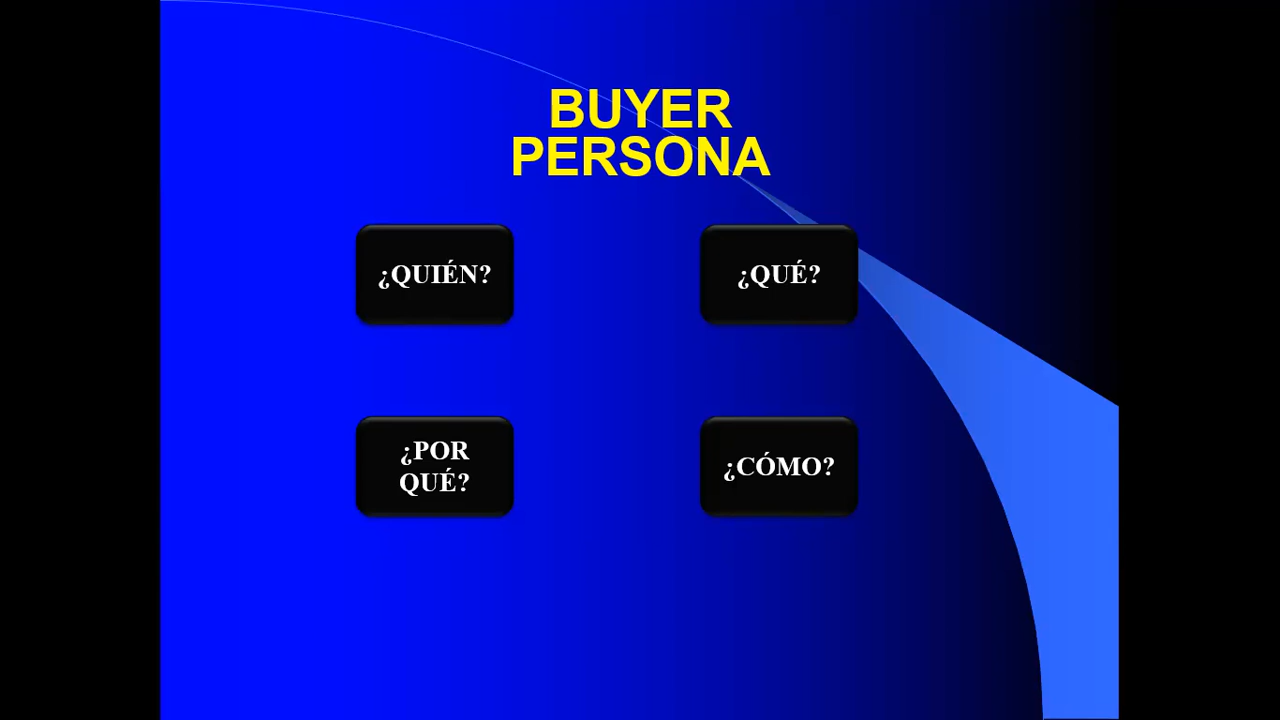 BUYER
PERSONA
¿QUIÉN?
¿QUÉ?
¿POR
QUÉ?
¿CÓMO?